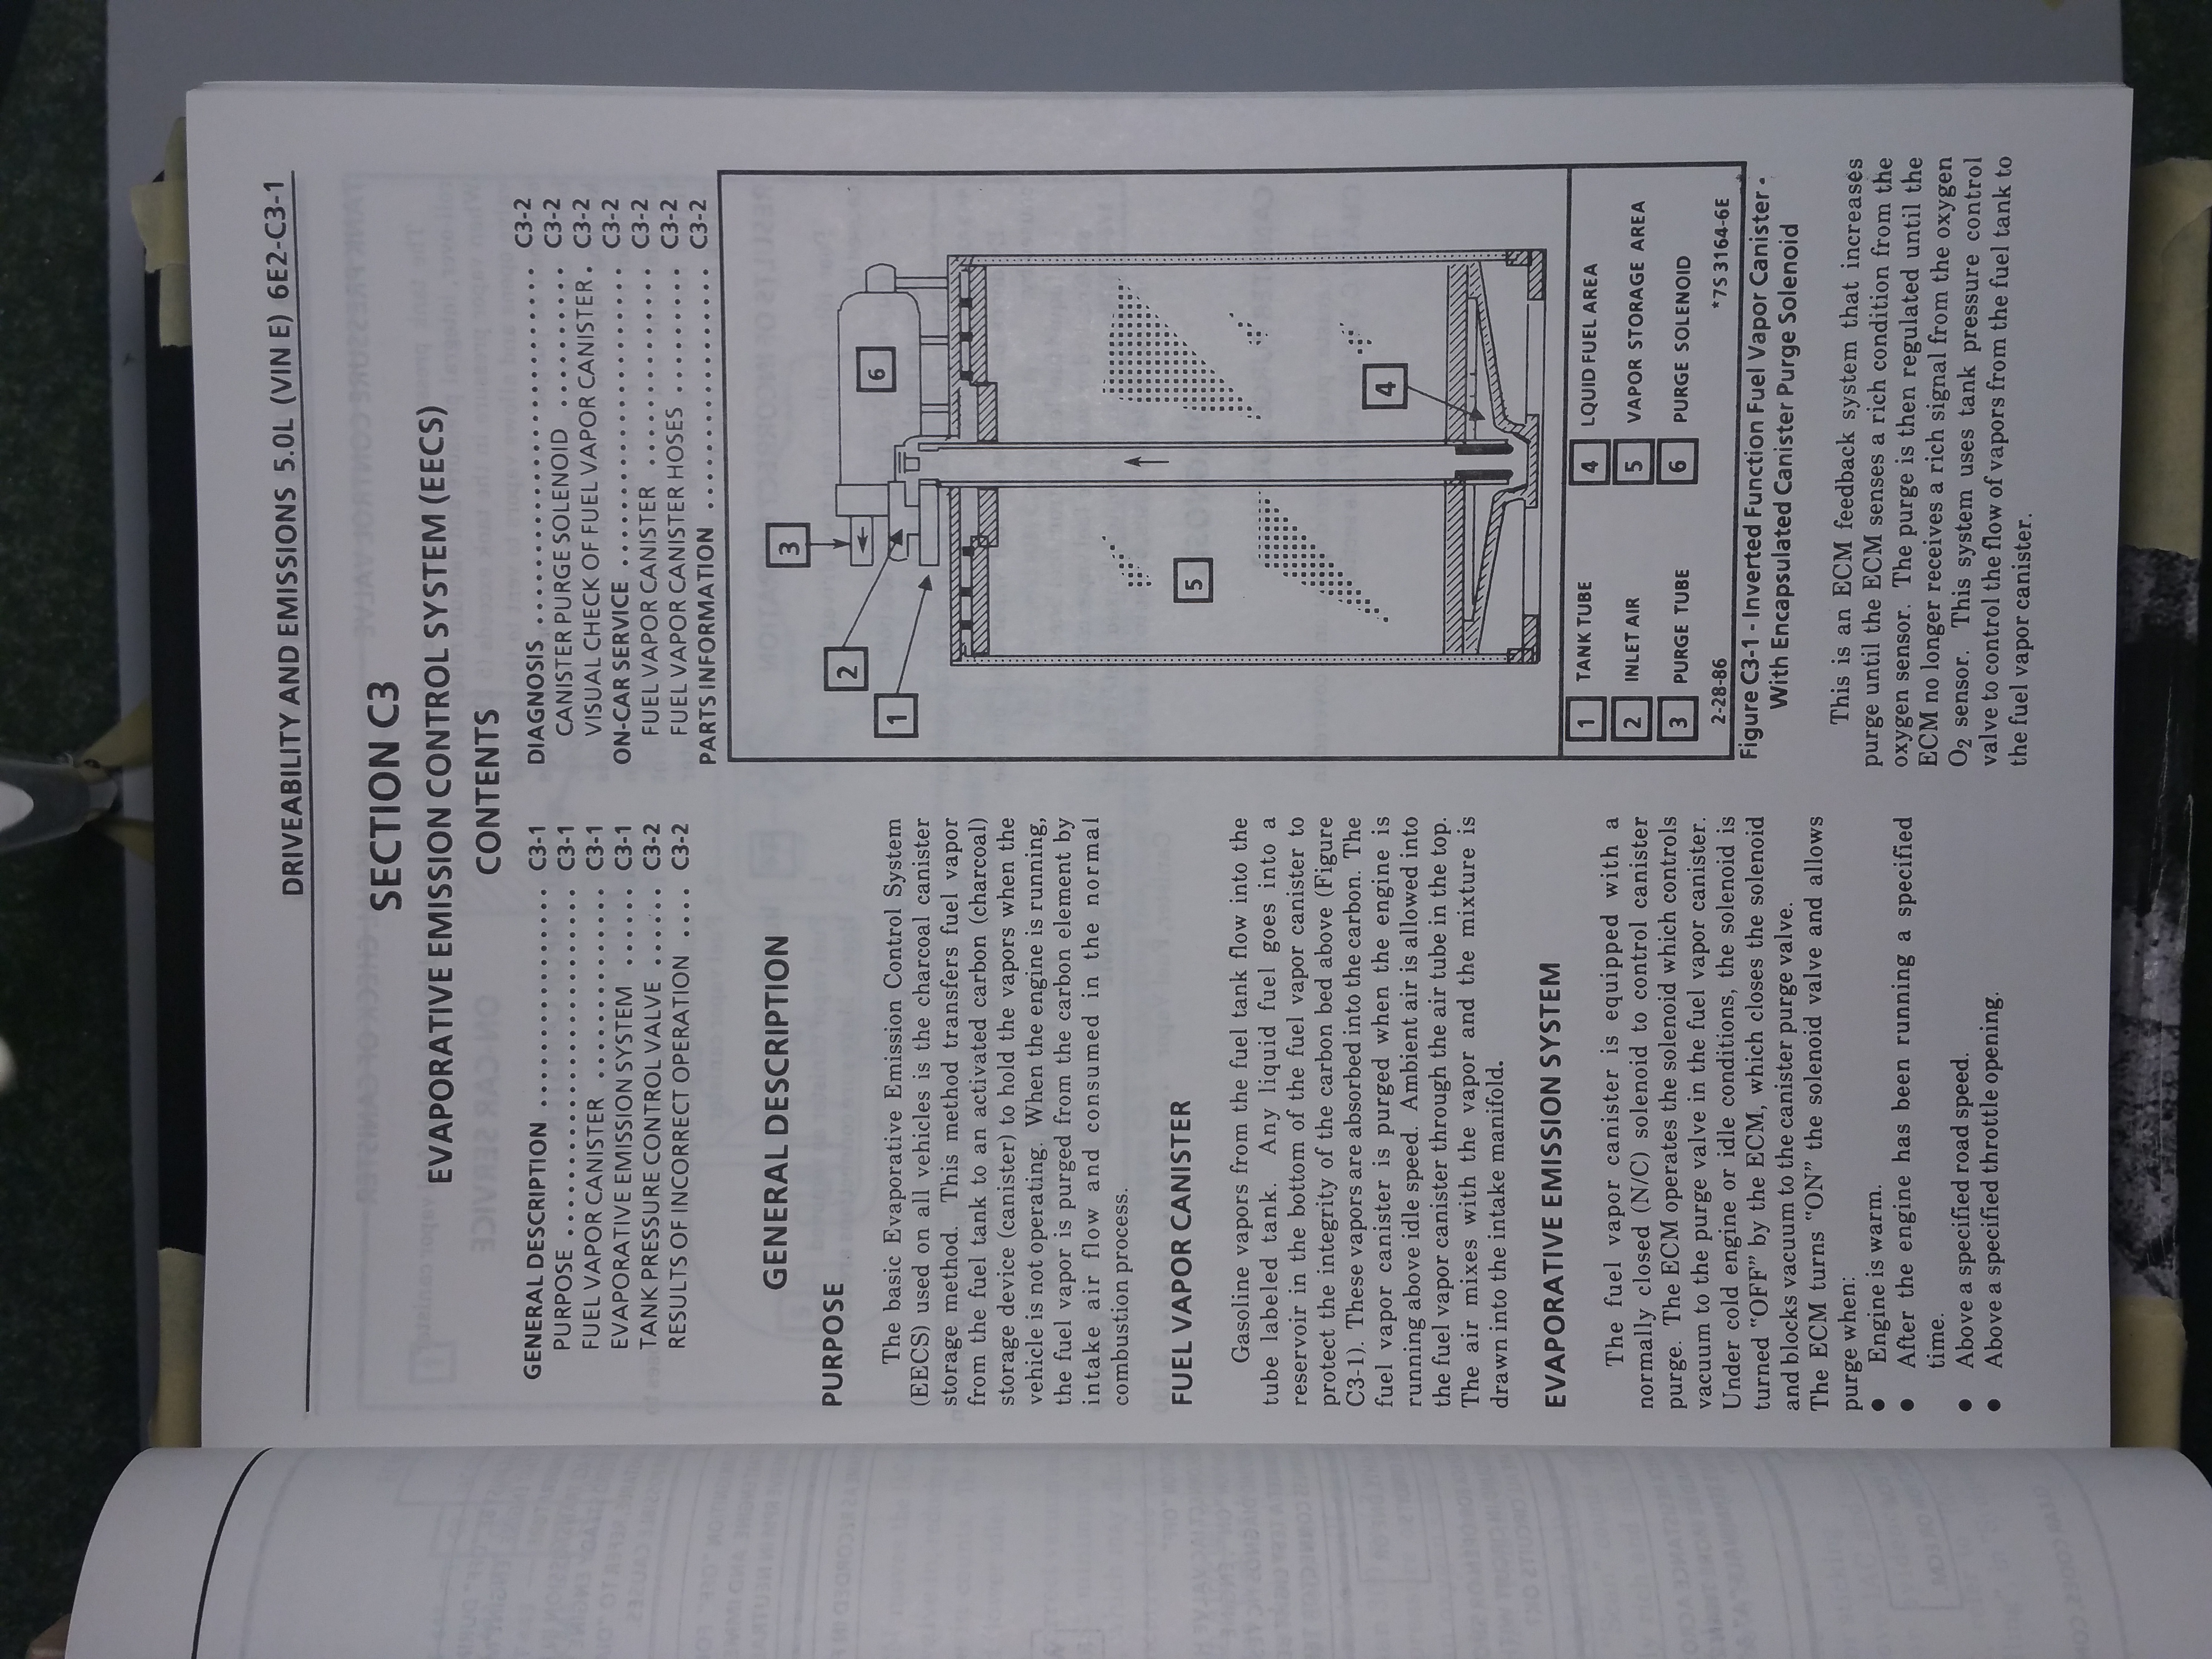 DRIVEABILITY AND EMISSIONS 5.0L (VIN E) 6E2-C3-1
SECTION C3
EVAPORATIVE EMISSION CONTROL SYSTEM (EECS)
CONTENTS
GENERAL DESCRIPTION .................... C3-1
PURPOSE .................................. C3-1
FUEL VAPOR CANISTER .................. C3-1
EVAPORATIVE EMISSION SYSTEM ...... C3-1
TANK PRESSURE CONTROL VALVE ...... C3-2
RESULTS OF INCORRECT OPERATION .... C3-2
DIAGNOSIS .................................. C3-2
CANISTER PURGE SOLENOID ......... C3-2
VISUAL CHECK OF FUEL VAPOR CANISTER . C3-2
ON-CAR SERVICE ........................... C3-2
FUEL VAPOR CANISTER .................. C3-2
FUEL VAPOR CANISTER HOSES ......... C3-2
PARTS INFORMATION ..................... C3-2
GENERAL DESCRIPTION
PURPOSE
The basic Evaporative Emission Control System
(EECS) used on all vehicles is the charcoal canister
storage method. This method transfers fuel vapor
from the fuel tank to an activated carbon (charcoal)
storage device (canister) to hold the vapors when the
vehicle is not operating. When the engine is running,
the fuel vapor is purged from the carbon element by
intake air flow and consumed in the normal
combustion process.
FUEL VAPOR CANISTER
Gasoline vapors from the fuel tank flow into the
tube labeled tank. Any liquid fuel goes into a
reservoir in the bottom of the fuel vapor canister to
protect the integrity of the carbon bed above (Figure
C3-1). These vapors are absorbed into the carbon. The
fuel vapor canister is purged when the engine is
running above idle speed. Ambient air is allowed into
the fuel vapor canister through the air tube in the top.
The air mixes with the vapor and the mixture is
drawn into the intake manifold.
EVAPORATIVE EMISSION SYSTEM
The fuel vapor canister is equipped with a
normally closed (N/C) solenoid to control canister
purge. The ECM operates the solenoid which controls
vacuum to the purge valve in the fuel vapor canister.
Under cold engine or idle conditions, the solenoid is
turned "OFF" by the ECM, which closes the solenoid
and blocks vacuum to the canister purge valve.
The ECM turns "ON" the solenoid valve and allows
purge when:
● Engine is warm.
● After the engine has been running a specified
time.
● Above a specified road speed.
● Above a specified throttle opening.
1
2
3
4
5
6
1 TANK TUBE
2 INLET AIR
3 PURGE TUBE
4 LQUID FUEL AREA
5 VAPOR STORAGE AREA
6 PURGE SOLENOID
2-28-86
*7S 3164-6E
Figure C3-1 - Inverted Function Fuel Vapor Canister -
With Encapsulated Canister Purge Solenoid
This is an ECM feedback system that increases
purge until the ECM senses a rich condition from the
oxygen sensor. The purge is then regulated until the
ECM no longer receives a rich signal from the oxygen
O2 sensor. This system uses tank pressure control
valve to control the flow of vapors from the fuel tank to
the fuel vapor canister.